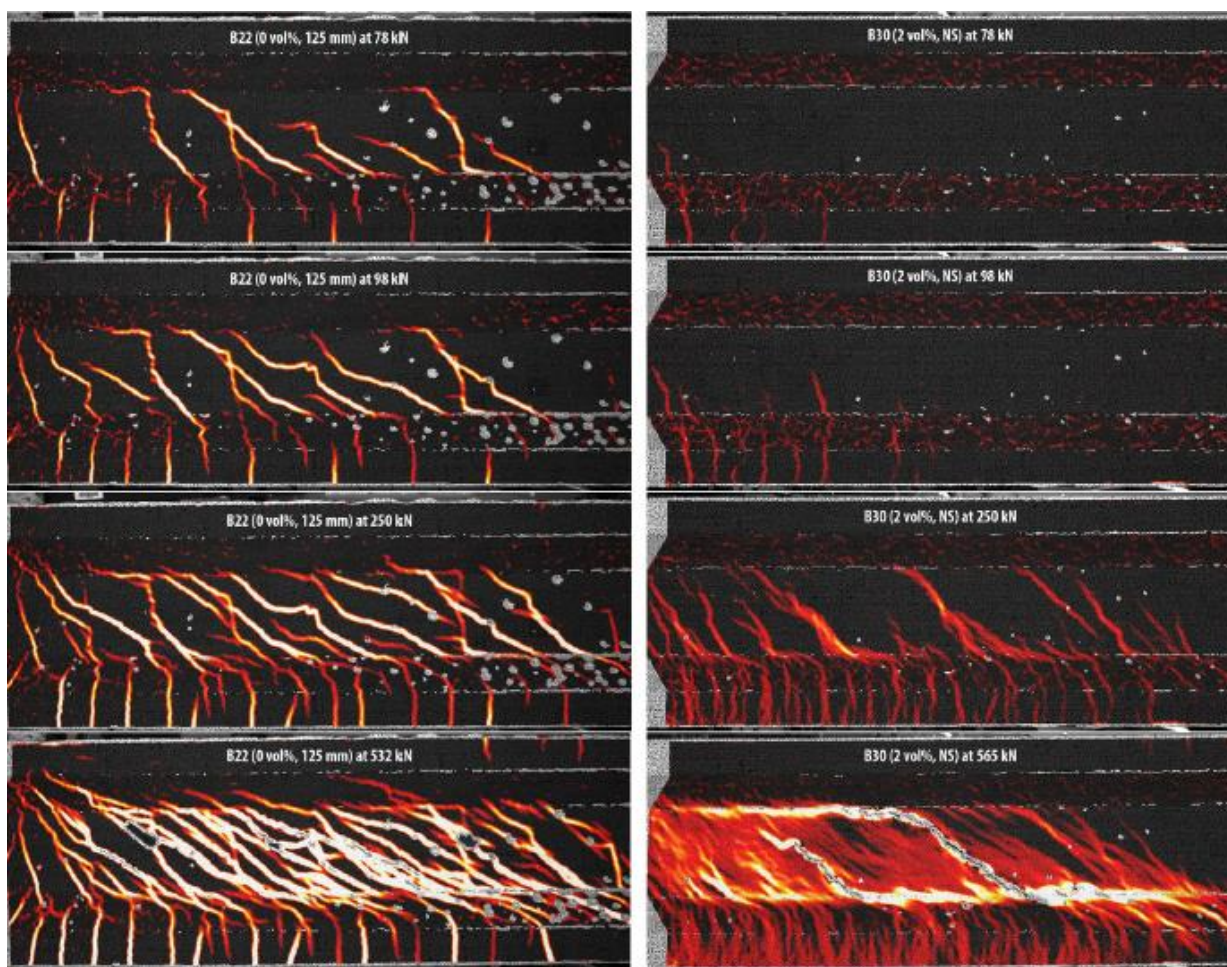 B22 (0 vol%, 125 mm) at 78 kN
B30 (2 vol%, NS) at 78 kN
B22 (0 vol%, 125 mm) at 98 kN
B30 (2 vol%, NS) at 98 kN
B22 (0 vol%, 125 mm) at 250 kN
B30 (2 vol%, NS) at 250 kN
B22 (0 vol%, 125 mm) at 532 kN
B30 (2 vol%, NS) at 565 kN